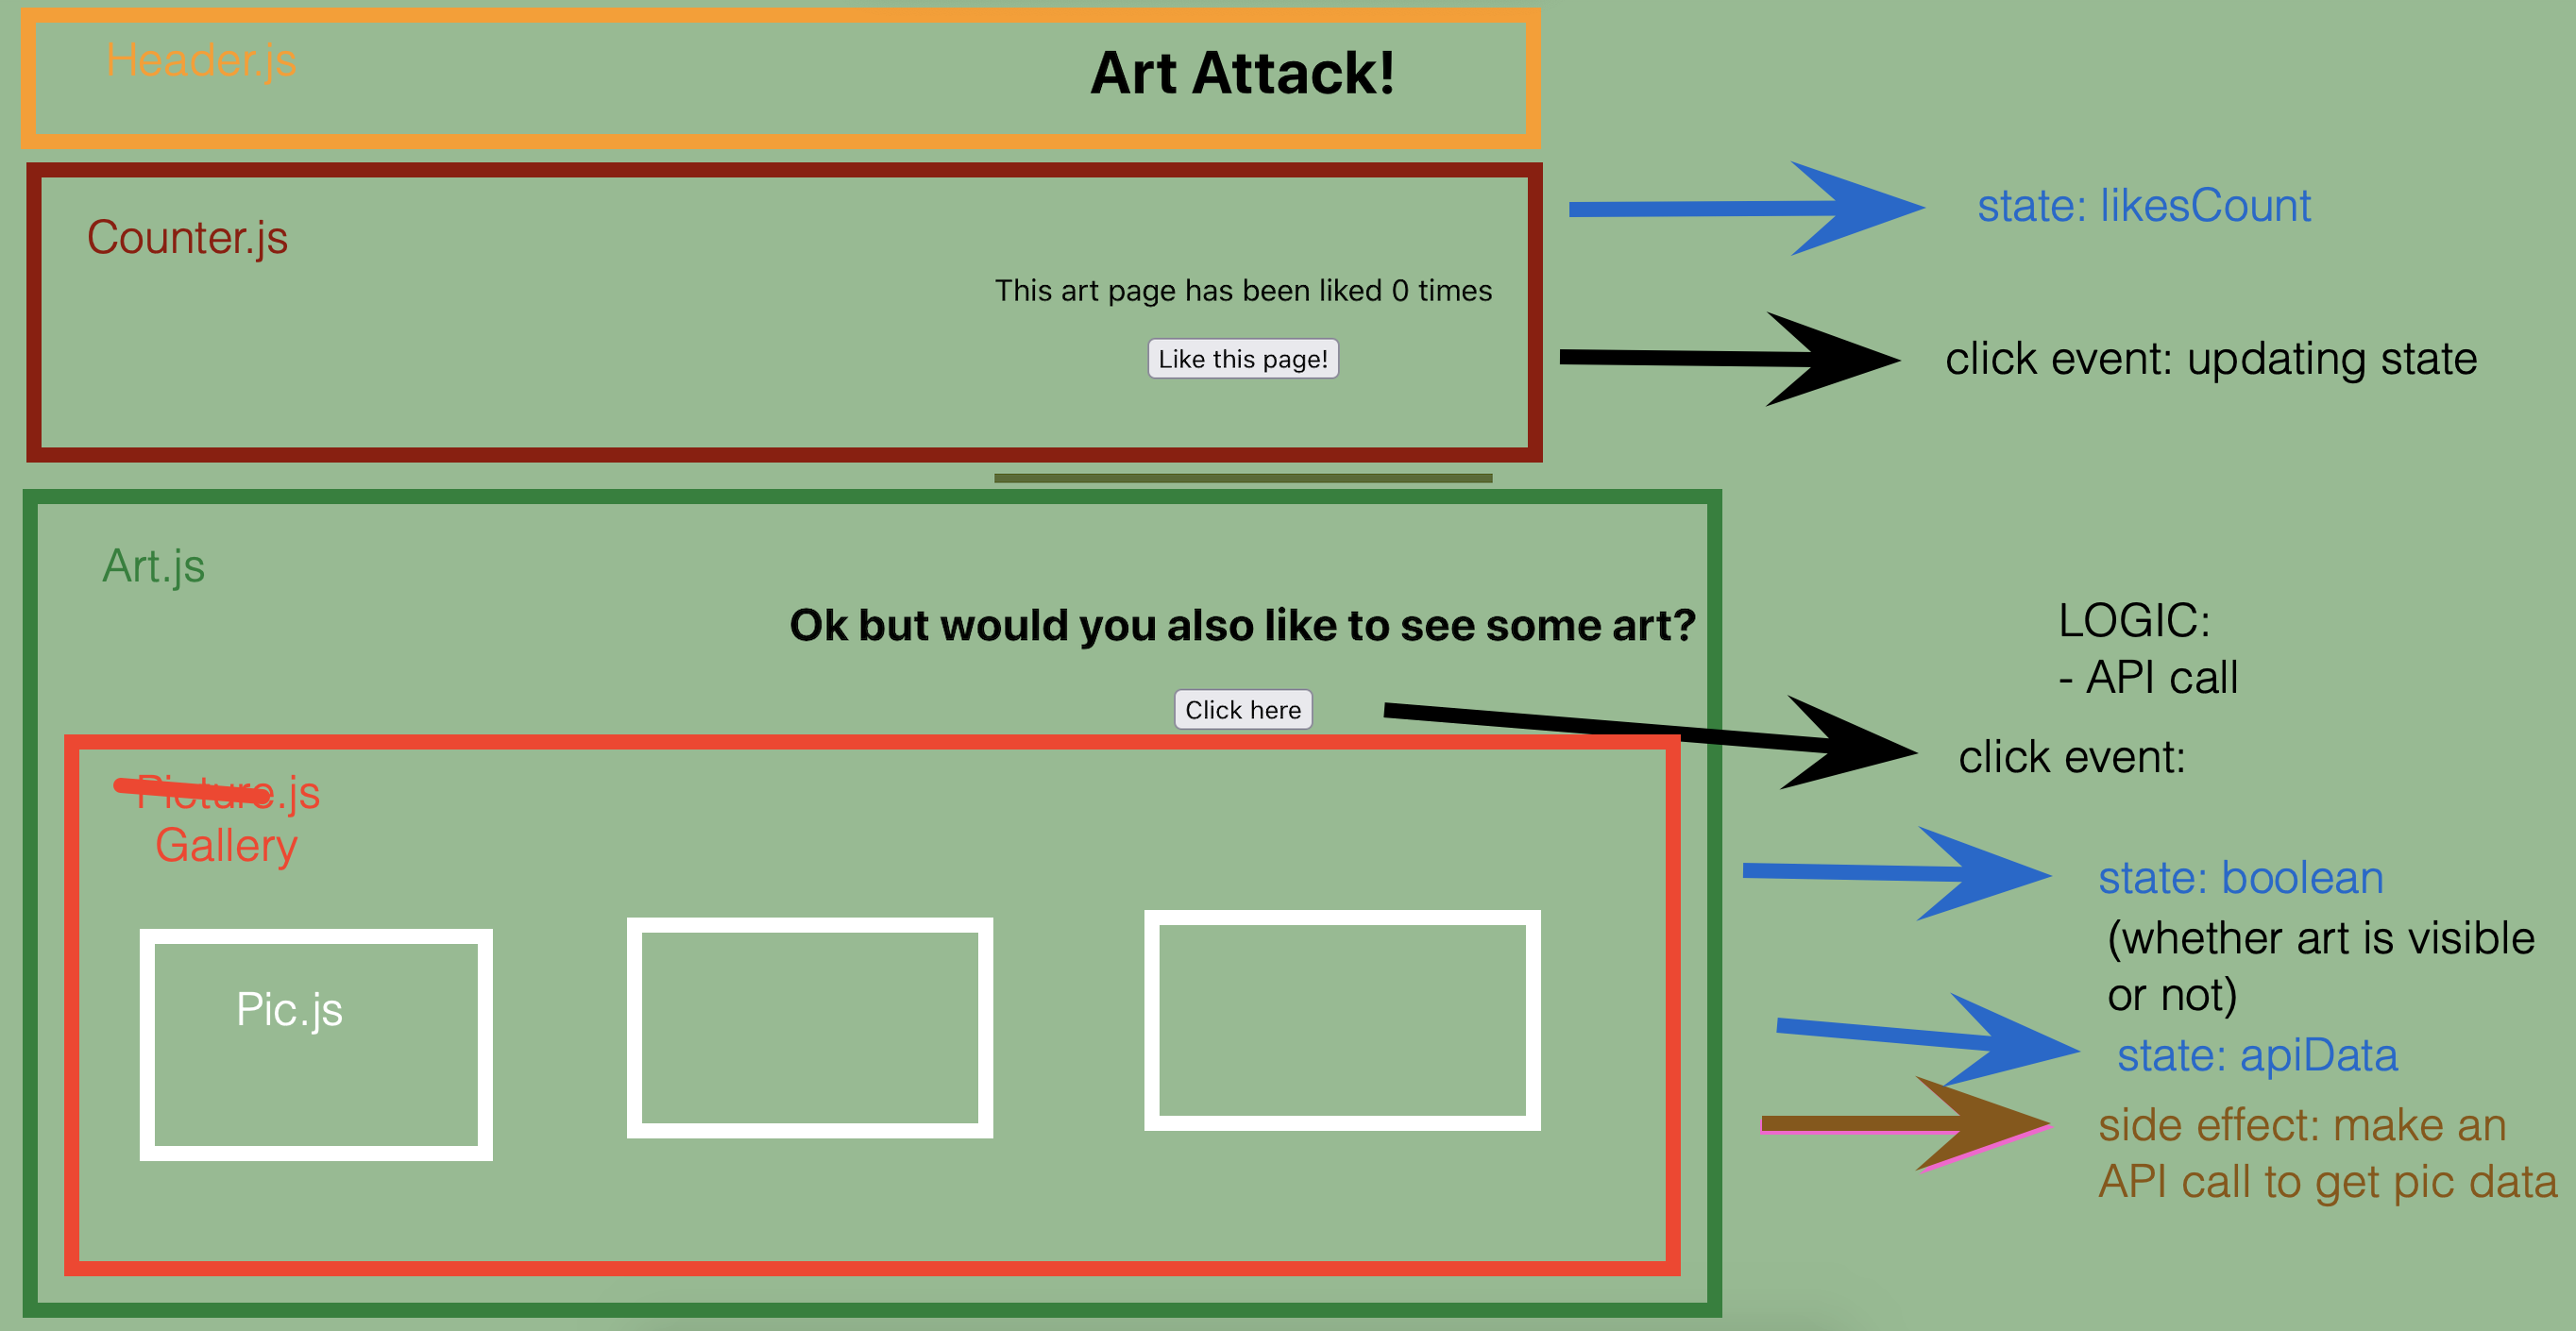 Header.js
Art Attack!
Counter.js
state: likesCount
This art page has been liked 0 times
Like this page!
click event: updating state
Art.js
Ok but would you also like to see some art?
LOGIC:
- API call
Click here
click event:
Picture.js
Gallery
state: boolean
(whether art is visible
or not)
Pic.js
state: apiData
side effect: make an
API call to get pic data